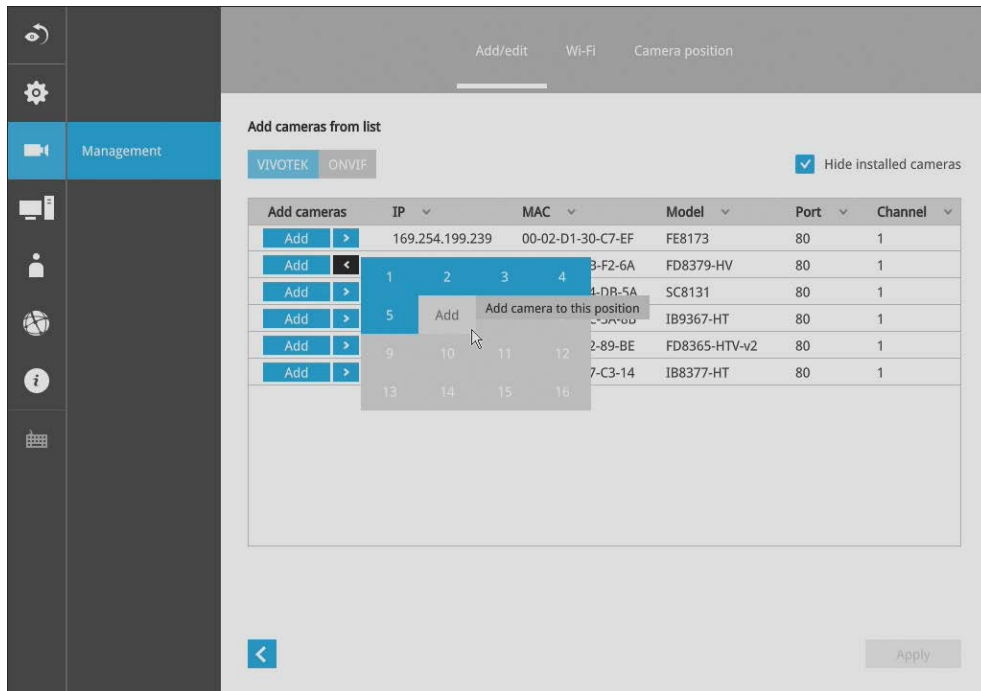 Add/edit Wi-Fi Camera position
Management
Add cameras from list
VIVOTEK ONVIF
Hide installed cameras
Add cameras IP MAC Model Port Channel
Add 169.254.199.239 00-02-D1-30-C7-EF FE8173 80 1
Add F2-6A FD8379-HV 80 1
Add DB-5A SC8131 80 1
Add IB9367-HT 80 1
Add 89-BE FD8365-HTV-v2 80 1
Add C3-14 IB8377-HT 80 1
1 2 3 4
5 Add
Add camera to this position
9 10 11 12
13 14 15 16
Apply